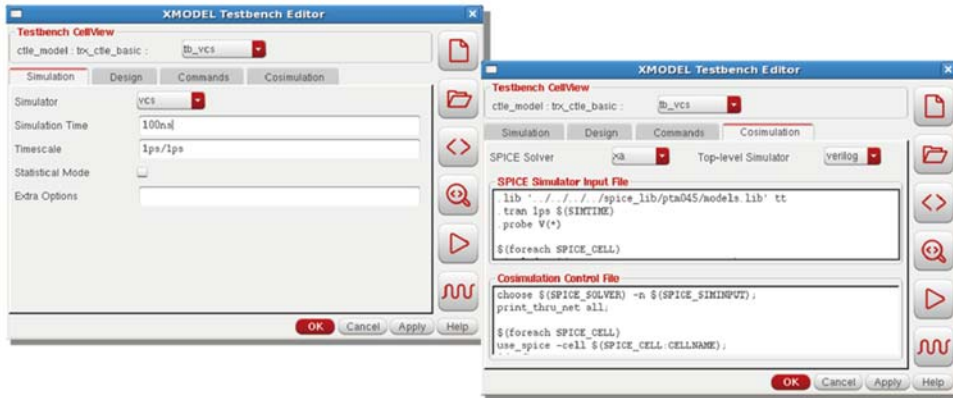 XMODEL Testbench Editor
Testbench CellView
ctle_model : trx_ctle_basic : tb_vcs
Simulation Design Commands Cosimulation
Simulator vcs
Simulation Time 100ns
Timescale 1ps/1ps
Statistical Mode
Extra Options
OK Cancel Apply Help
XMODEL Testbench Editor
Testbench CellView
ctle_model : trx_ctle_basic : tb_vcs
Simulation Design Commands Cosimulation
SPICE Solver xa Top-level Simulator verilog
SPICE Simulator Input File
.lib '../../../../spice_lib/ptm045/models.lib' tt
.tran 1ps $(SIMTIME)
.probe V(*)
$(foreach SPICE_CELL)
Cosimulation Control File
choose $(SPICE_SOLVER) -n $(SPICE_SIMINPUT);
print_thru_net all;
$(foreach SPICE_CELL)
use_spice -cell $(SPICE_CELL:CELLNAME);
OK Cancel Apply Help